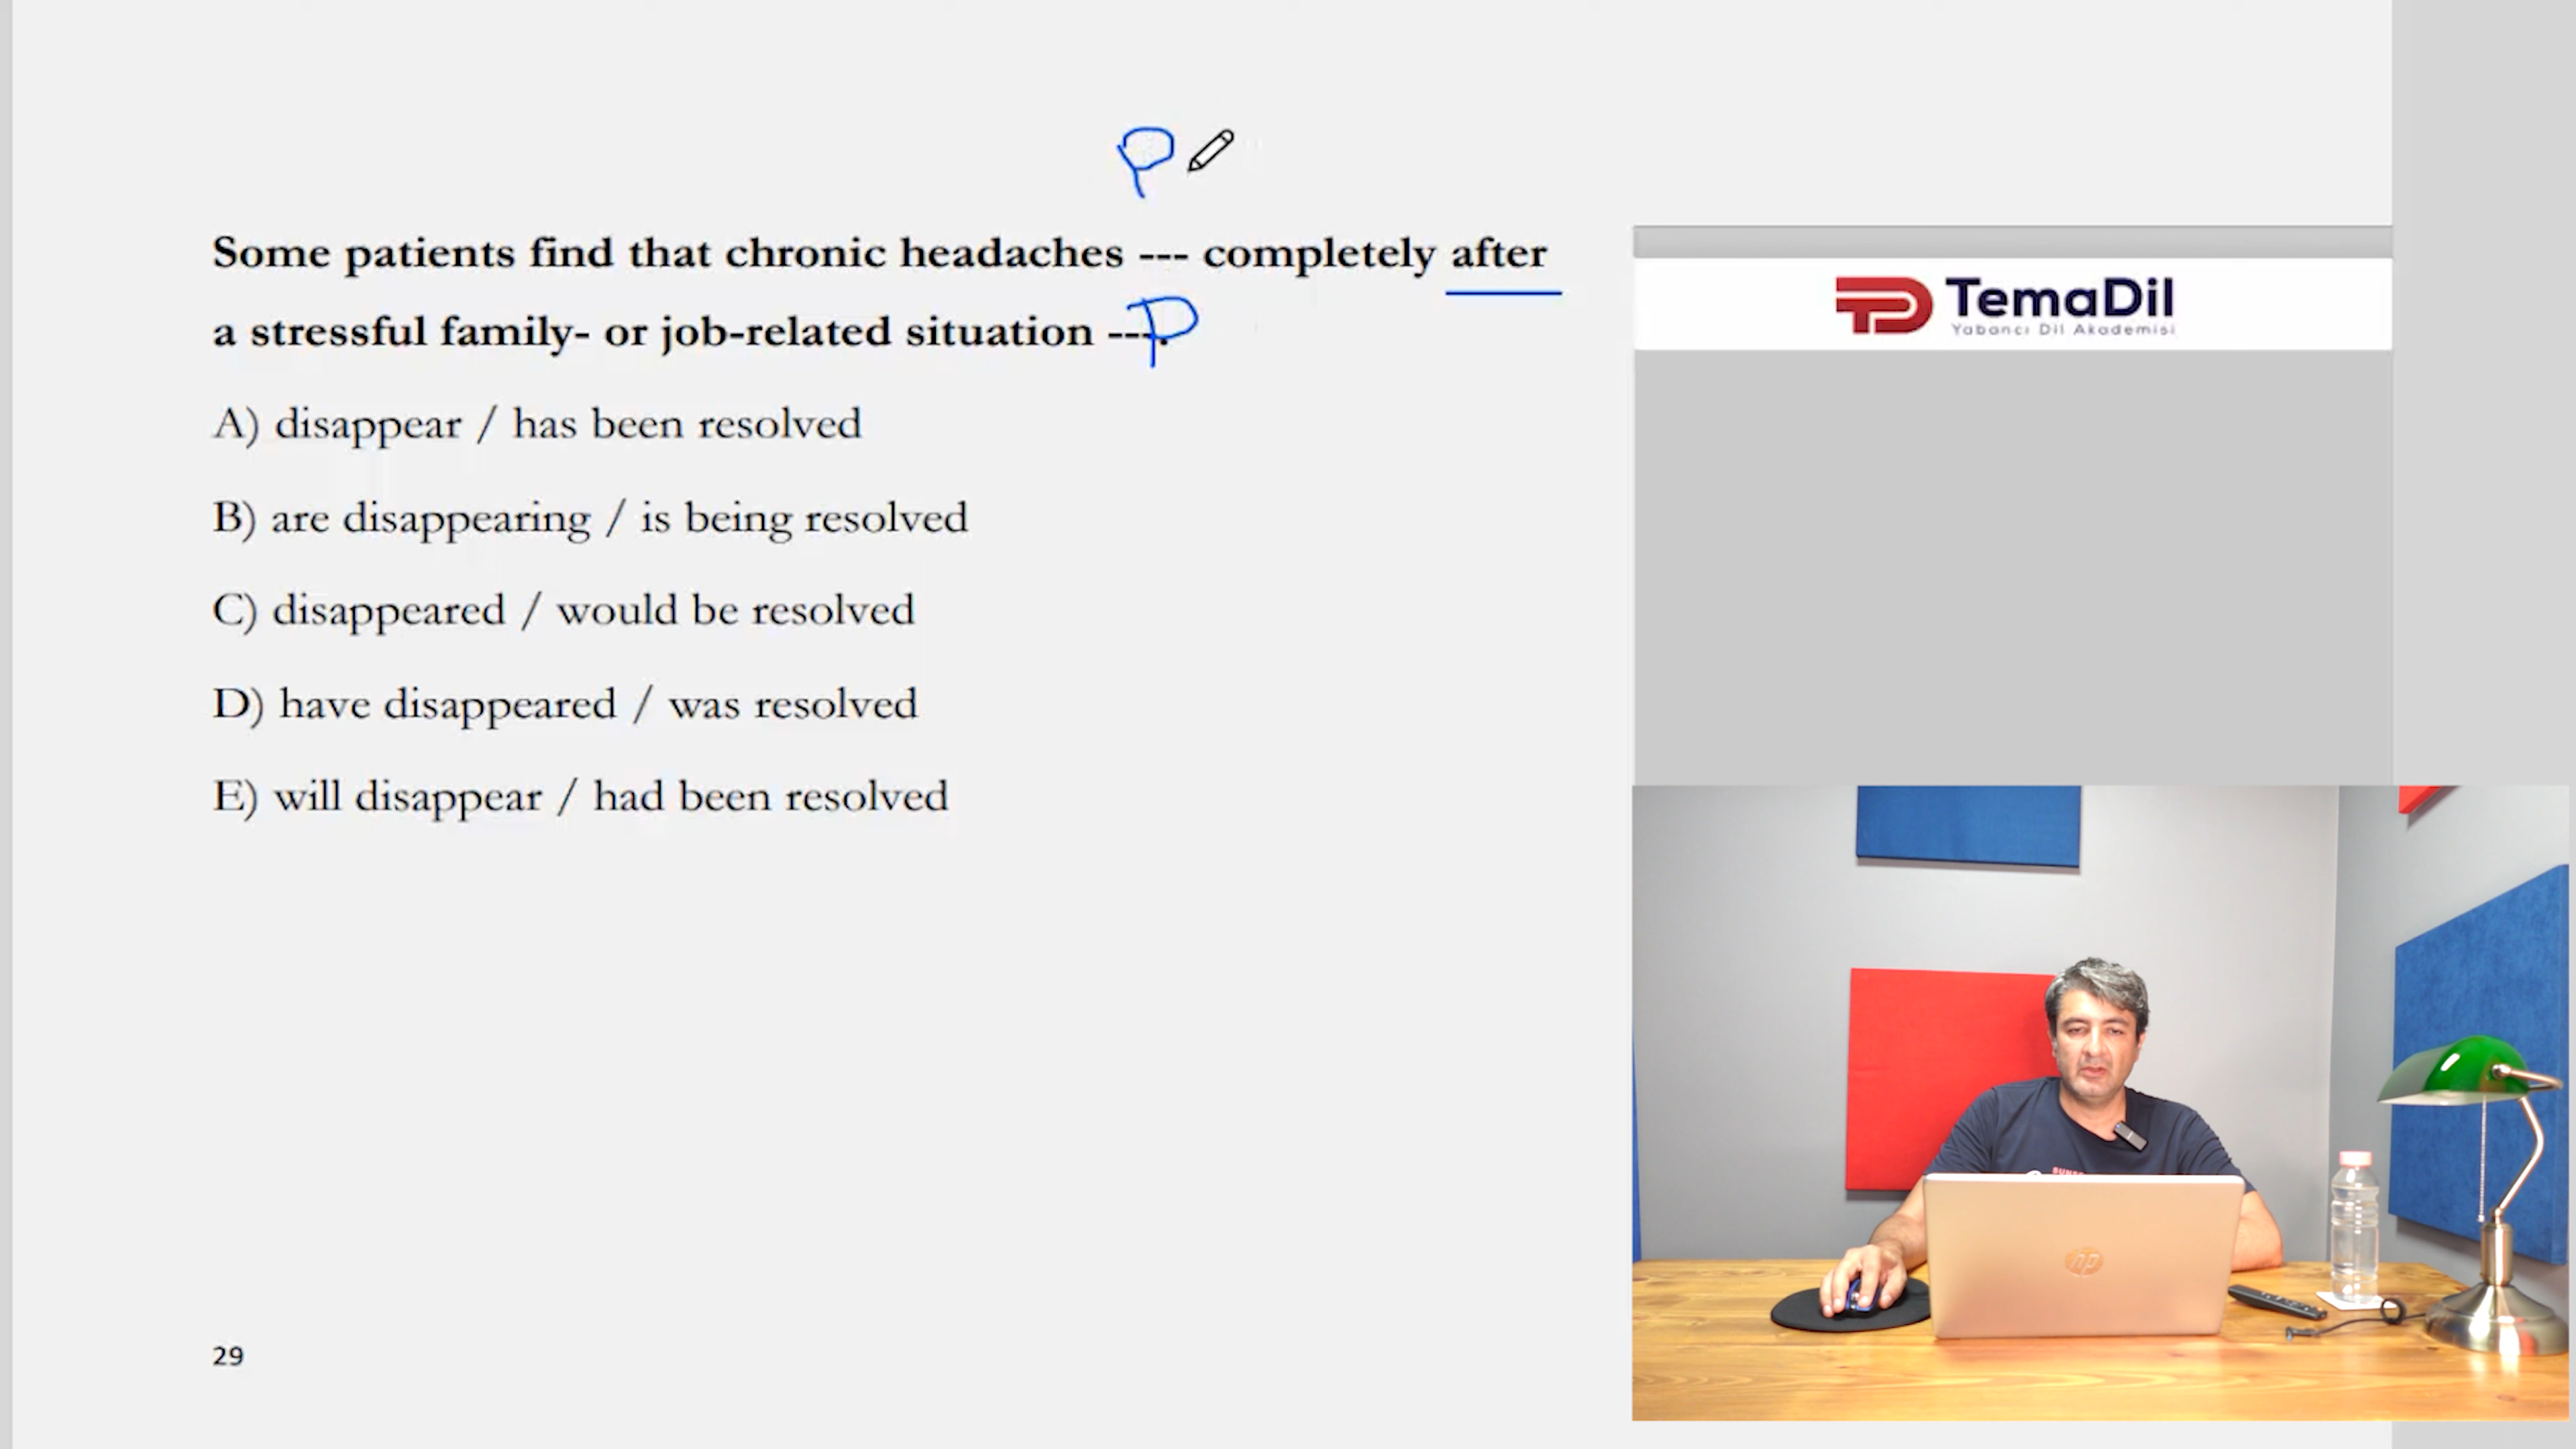 P
Some patients find that chronic headaches --- completely after
a stressful family- or job-related situation ---.
P
A) disappear / has been resolved
B) are disappearing / is being resolved
C) disappeared / would be resolved
D) have disappeared / was resolved
E) will disappear / had been resolved
29
TemaDil
Yabancı Dil Akademisi
hp